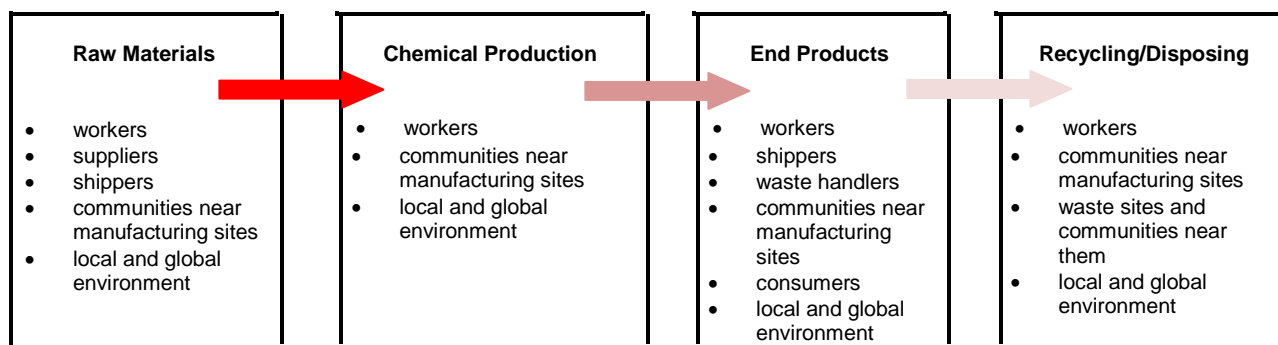 Raw Materials
• workers
• suppliers
• shippers
• communities near
manufacturing sites
• local and global
environment
Chemical Production
• workers
• communities near
manufacturing sites
• local and global
environment
End Products
• workers
• shippers
• waste handlers
• communities near
manufacturing
sites
• consumers
• local and global
environment
Recycling/Disposing
• workers
• communities near
manufacturing sites
• waste sites and
communities near
them
• local and global
environment